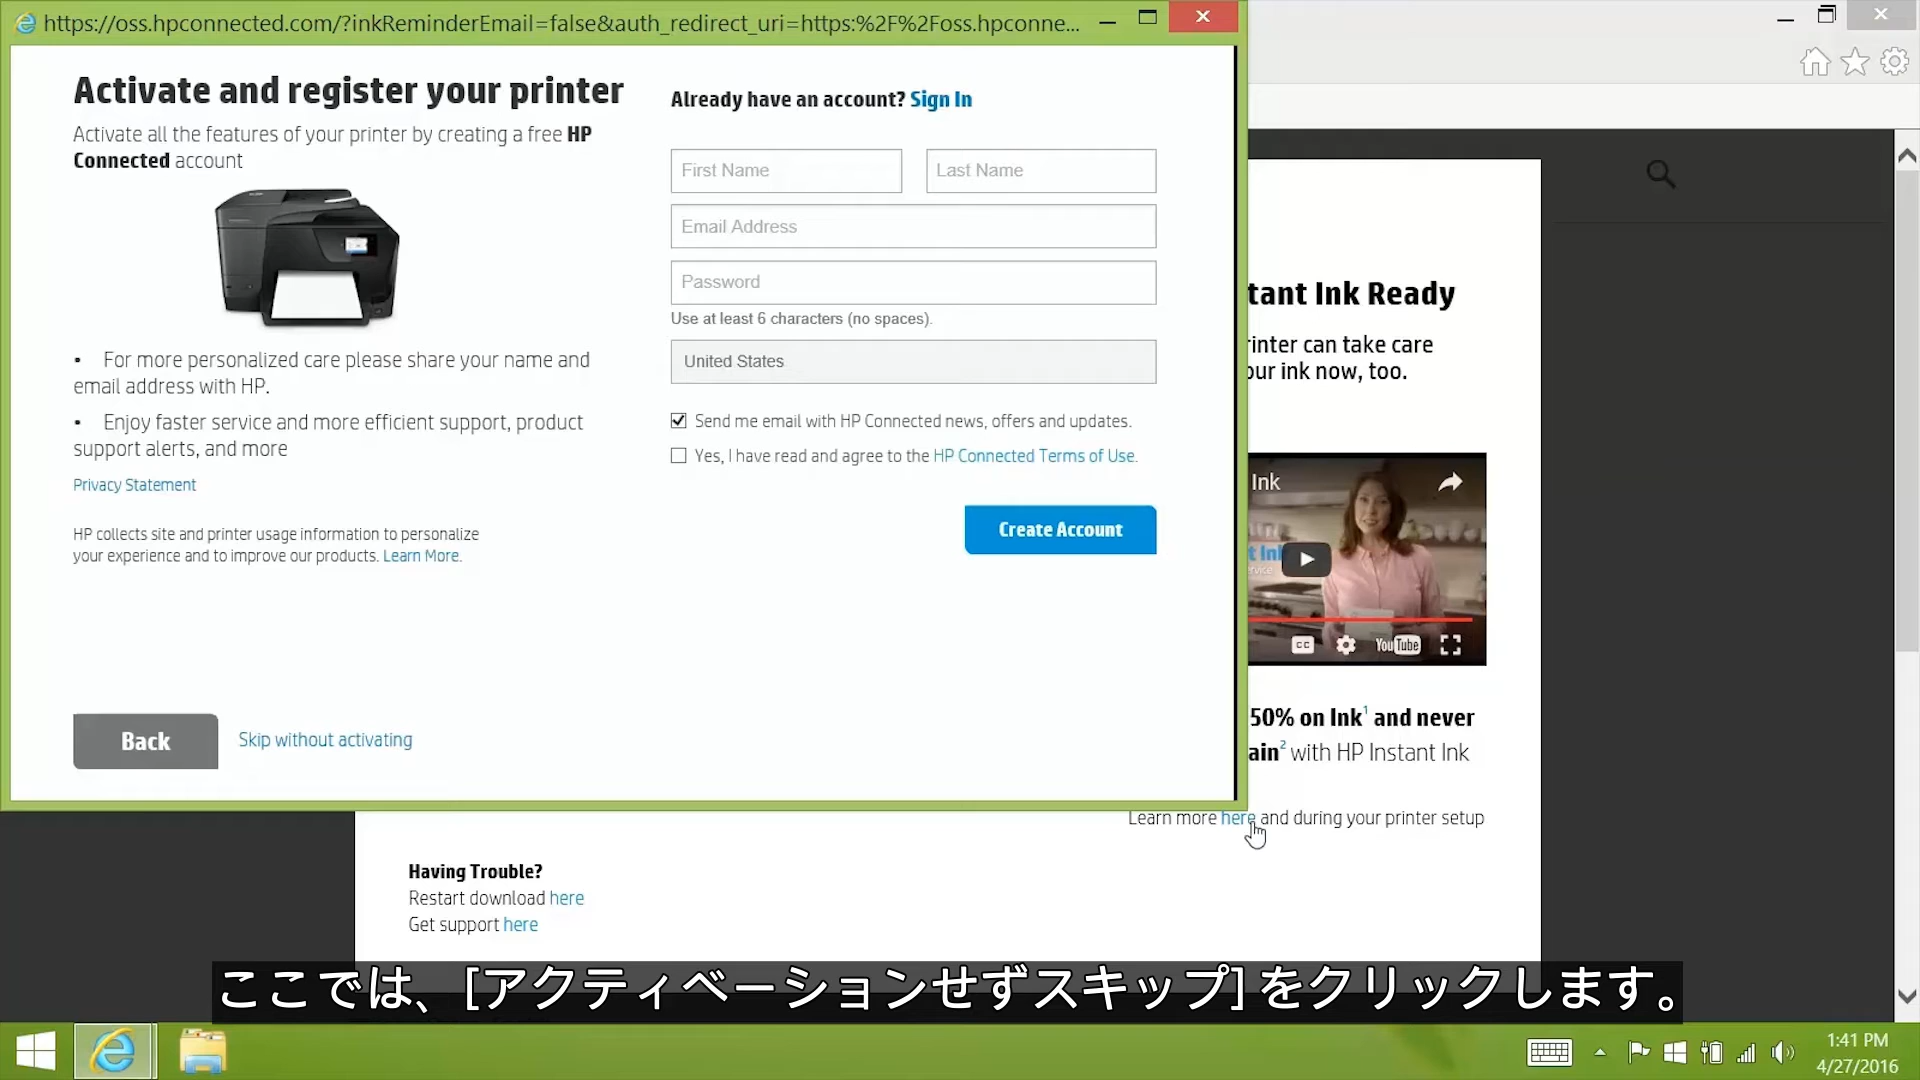 https://oss.hpconnected.com/?inkReminderEmail=false&auth_redirect_uri=https:%2F%2Foss.hpconne...
Activate and register your printer
Activate all the features of your printer by creating a free HP
Connected account
• For more personalized care please share your name and
email address with HP.
• Enjoy faster service and more efficient support, product
support alerts, and more
Privacy Statement
HP collects site and printer usage information to personalize
your experience and to improve our products. Learn More.
Back
Skip without activating
Already have an account? Sign In
First Name
Last Name
Email Address
Password
Use at least 6 characters (no spaces).
United States
Send me email with HP Connected news, offers and updates.
Yes, I have read and agree to the HP Connected Terms of Use.
Create Account
tant Ink Ready
inter can take care
our ink now, too.
Ink
t Ink
CC
YouTube
50% on Ink¹ and never
ain² with HP Instant Ink
Learn more here and during your printer setup
Having Trouble?
Restart download here
Get support here
ここでは、[アクティベーションせずスキップ] をクリックします。
1:41 PM
4/27/2016